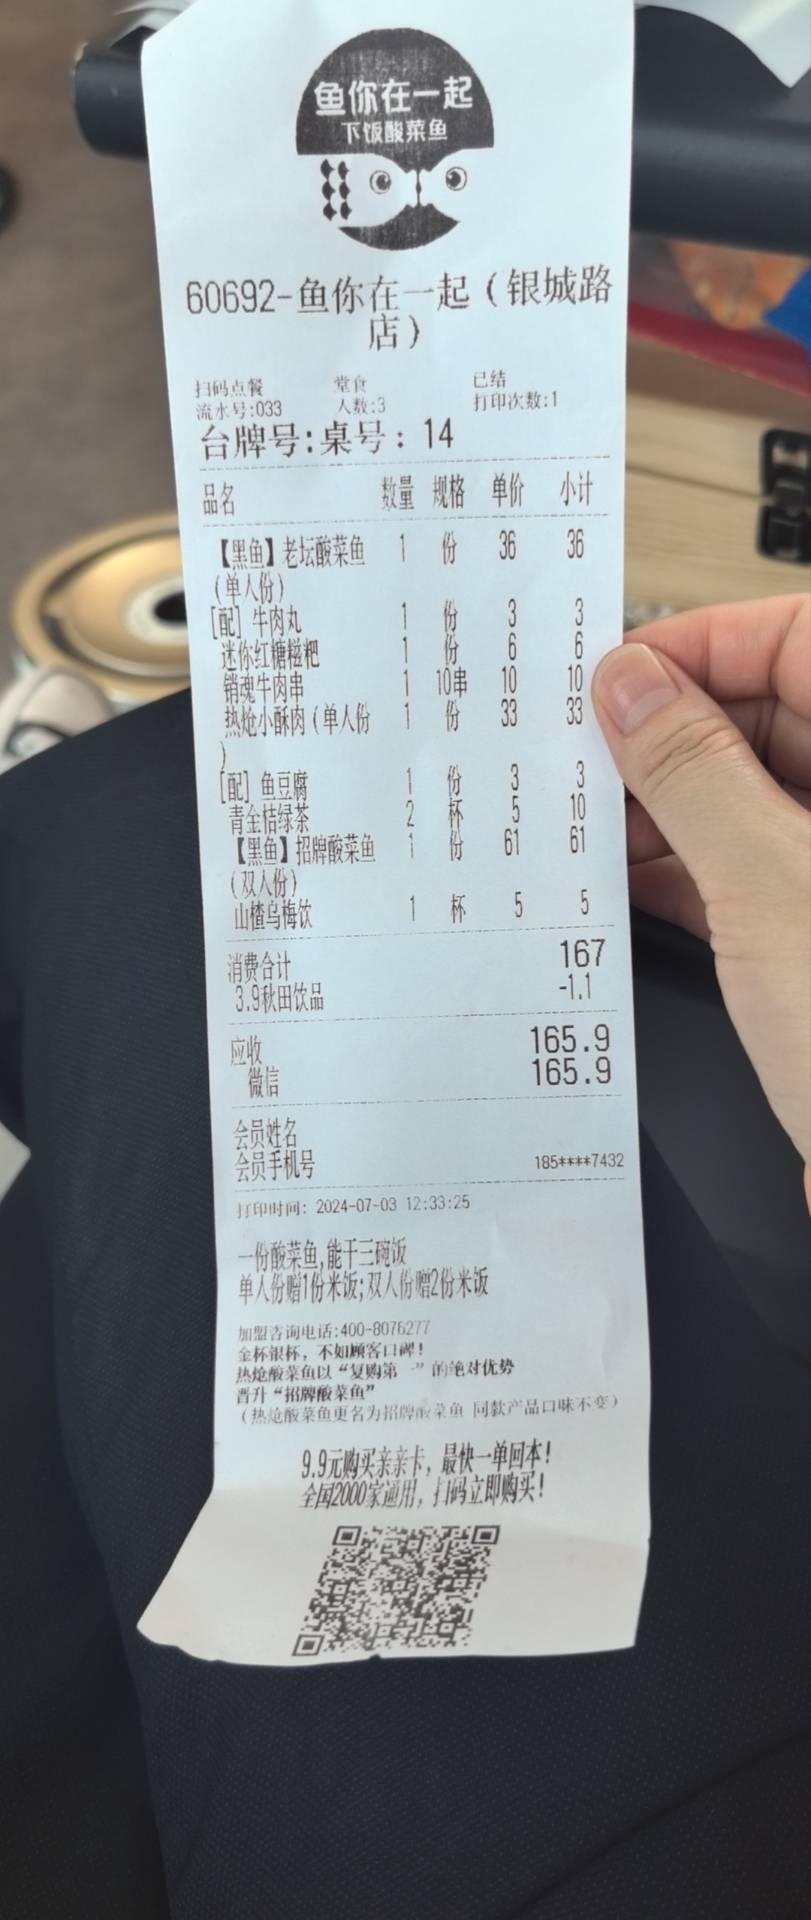 鱼你在一起
下饭酸菜鱼
60692-鱼你在一起（银城路
店）
扫码点餐 堂食 已结
流水号:033 人数:3 打印次数:1
台牌号:桌号：14
品名 数量 规格 单价 小计
【黑鱼】老坛酸菜鱼 1 份 36 36
（单人份）
[配] 牛肉丸 1 份 3 3
迷你红糖糍粑 1 份 6 6
销魂牛肉串 1 10串 10 10
热炝小酥肉（单人份 1 份 33 33
）
[配] 鱼豆腐 1 份 3 3
青金桔绿茶 2 杯 5 10
【黑鱼】招牌酸菜鱼 1 份 61 61
（双人份）
山楂乌梅饮 1 杯 5 5
消费合计 167
3.9秋田饮品 -1.1
应收 165.9
微信 165.9
会员姓名
会员手机号 185****7432
打印时间: 2024-07-03 12:33:25
一份酸菜鱼,能干三碗饭
单人份赠1份米饭;双人份赠2份米饭
加盟咨询电话:400-8076277
金杯银杯，不如顾客口碑！
热炝酸菜鱼以“复购第一”的绝对优势
晋升“招牌酸菜鱼”
（热炝酸菜鱼更名为招牌酸菜鱼 同款产品口味不变）
9.9元购买亲亲卡，最快一单回本！
全国2000家通用，扫码立即购买！